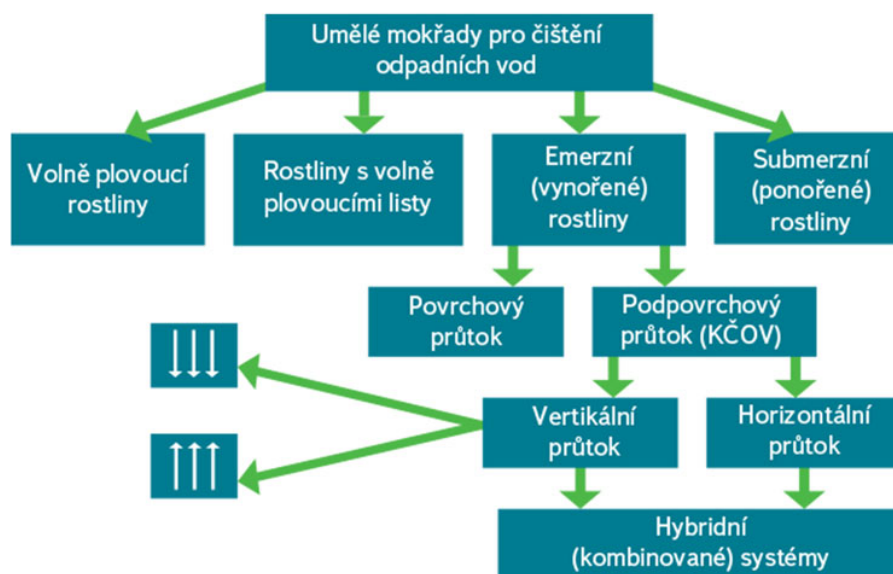 Umělé mokřady pro čištění
odpadních vod
Volně plovoucí
rostliny
Rostliny s volně
plovoucími listy
Emerzní
(vynořené)
rostliny
Submerzní
(ponořené)
rostliny
Povrchový
průtok
Podpovrchový
průtok (KČOV)
Vertikální
průtok
Horizontální
průtok
Hybridní
(kombinované) systémy